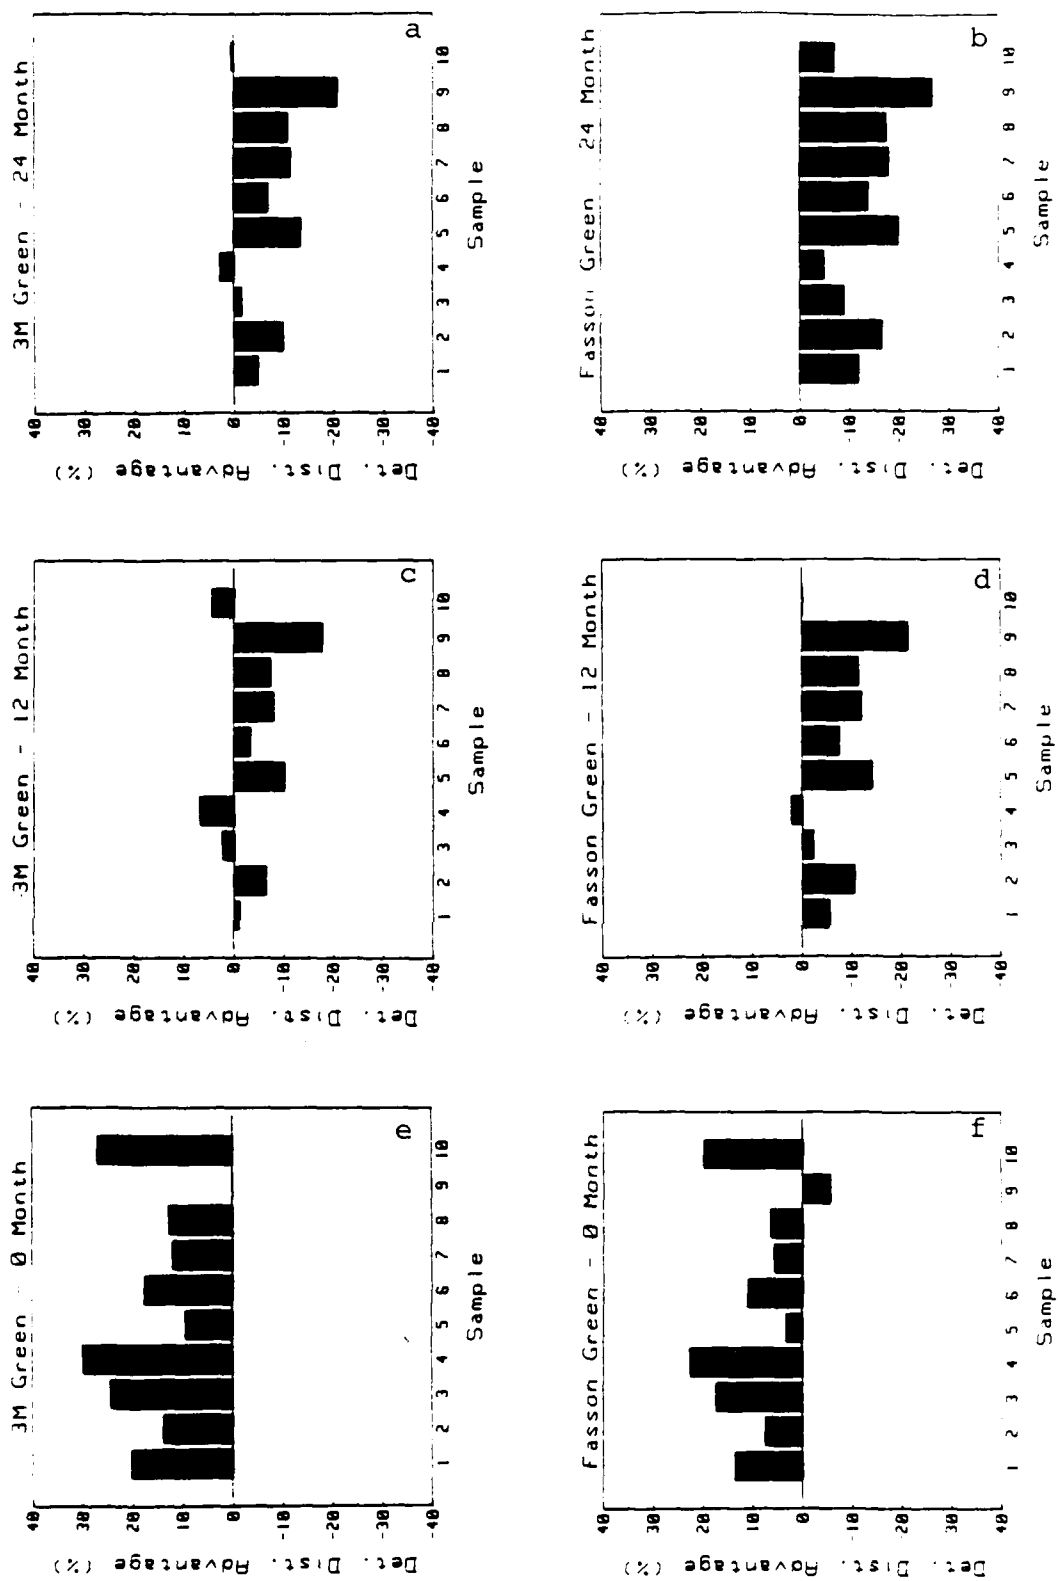 3M Green - 24 Month
Det. Dist. Advantage (%)
40
30
20
10
0
-10
-20
-30
-40
a
1 2 3 4 5 6 7 8 9 10
Sample
Fasson Green - 24 Month
Det. Dist. Advantage (%)
40
30
20
10
0
-10
-20
-30
-40
b
1 2 3 4 5 6 7 8 9 10
Sample
3M Green - 12 Month
Det. Dist. Advantage (%)
40
30
20
10
0
-10
-20
-30
-40
c
1 2 3 4 5 6 7 8 9 10
Sample
Fasson Green - 12 Month
Det. Dist. Advantage (%)
40
30
20
10
0
-10
-20
-30
-40
d
1 2 3 4 5 6 7 8 9 10
Sample
3M Green - 0 Month
Det. Dist. Advantage (%)
40
30
20
10
0
-10
-20
-30
-40
e
1 2 3 4 5 6 7 8 9 10
Sample
Fasson Green - 0 Month
Det. Dist. Advantage (%)
40
30
20
10
0
-10
-20
-30
-40
f
1 2 3 4 5 6 7 8 9 10
Sample